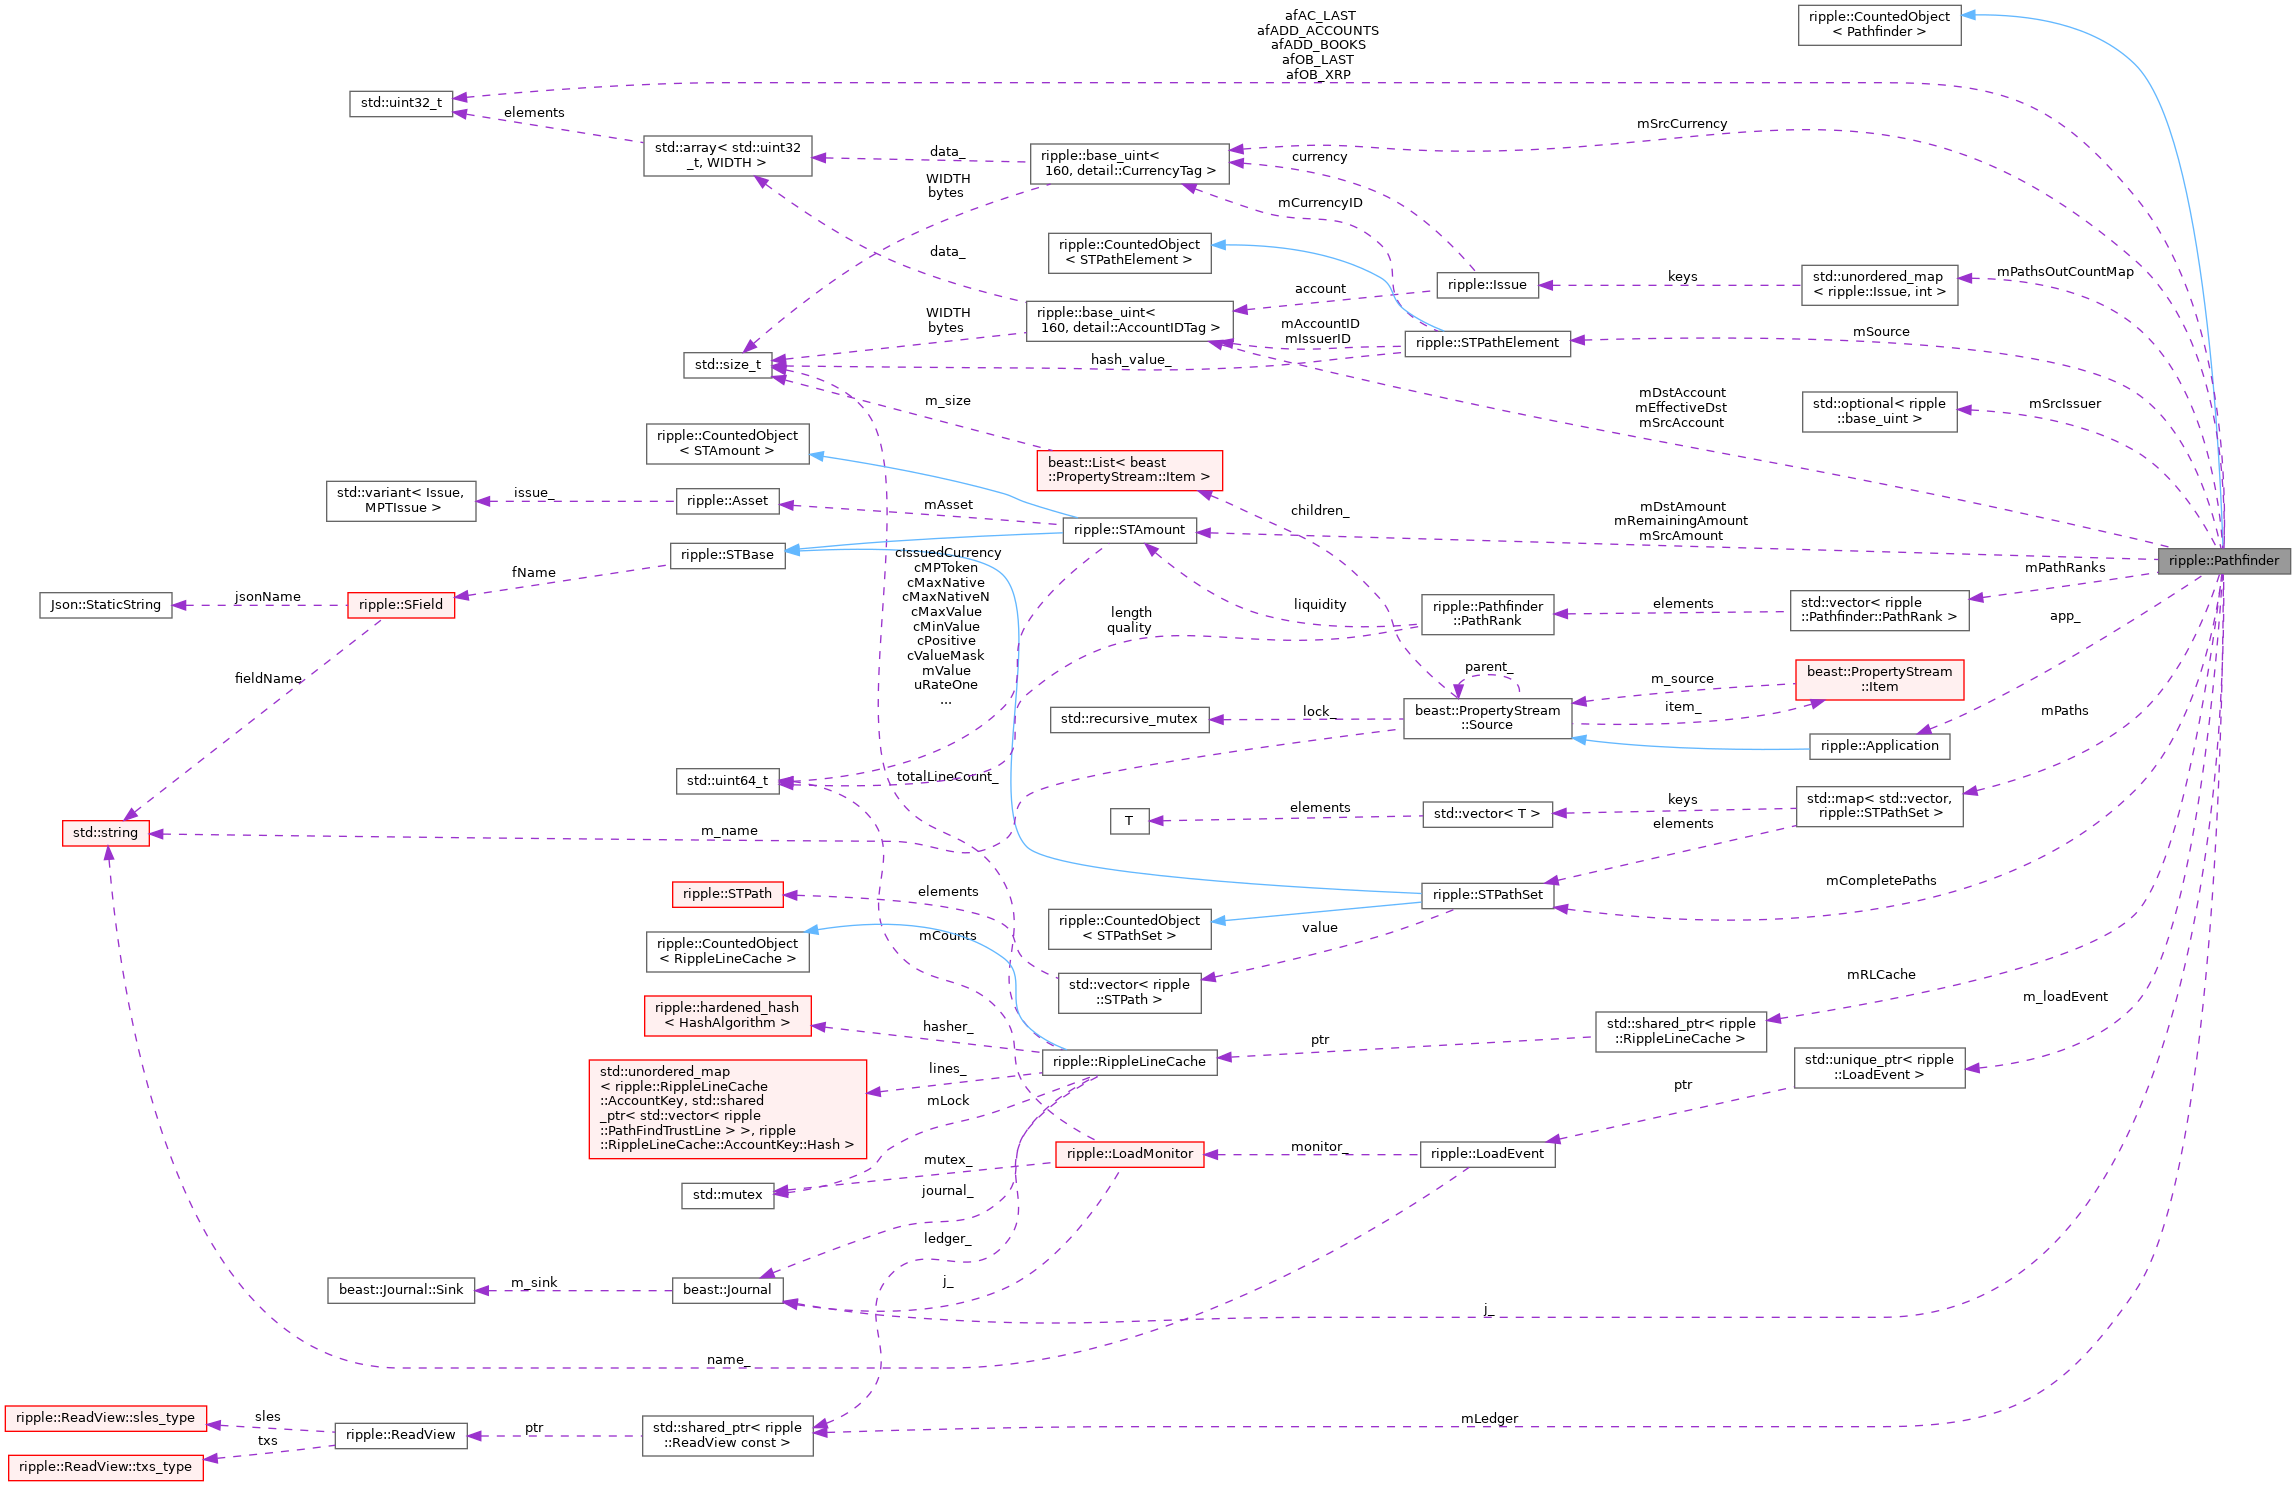 afAC_LAST
afADD_ACCOUNTS
afADD_BOOKS
afOB_LAST
afOB_XRP
ripple::CountedObject
< Pathfinder >
std::uint32_t
elements
std::array< std::uint32
_t, WIDTH >
data_
WIDTH
bytes
ripple::base_uint<
160, detail::CurrencyTag >
currency
mSrcCurrency
mCurrencyID
ripple::CountedObject
< STPathElement >
data_
ripple::Issue
keys
std::unordered_map
< ripple::Issue, int >
mPathsOutCountMap
account
ripple::base_uint<
160, detail::AccountIDTag >
WIDTH
bytes
mAccountID
mIssuerID
ripple::STPathElement
mSource
std::size_t
hash_value_
m_size
mDstAccount
mEffectiveDst
mSrcAccount
std::optional< ripple
::base_uint >
mSrcIssuer
ripple::CountedObject
< STAmount >
beast::List< beast
::PropertyStream::Item >
std::variant< Issue,
MPTIssue >
issue_
ripple::Asset
mAsset
children_
ripple::STAmount
mDstAmount
mRemainingAmount
mSrcAmount
ripple::STBase
cIssuedCurrency
cMPToken
cMaxNative
cMaxNativeN
cMaxValue
cMinValue
cPositive
cValueMask
mValue
uRateOne
...
ripple::Pathfinder
fName
mPathRanks
Json::StaticString
jsonName
ripple::SField
length
quality
liquidity
ripple::Pathfinder
::PathRank
elements
std::vector< ripple
::Pathfinder::PathRank >
app_
fieldName
parent_
m_source
beast::PropertyStream
::Item
item_
std::recursive_mutex
lock_
beast::PropertyStream
::Source
mPaths
ripple::Application
std::uint64_t
totalLineCount_
T
elements
std::vector< T >
keys
std::map< std::vector,
ripple::STPathSet >
elements
std::string
m_name
ripple::STPath
elements
ripple::STPathSet
mCompletePaths
ripple::CountedObject
< STPathSet >
value
ripple::CountedObject
< RippleLineCache >
mCounts
std::vector< ripple
::STPath >
mRLCache
m_loadEvent
ripple::hardened_hash
< HashAlgorithm >
hasher_
ripple::RippleLineCache
ptr
std::shared_ptr< ripple
::RippleLineCache >
std::unique_ptr< ripple
::LoadEvent >
ptr
std::unordered_map
< ripple::RippleLineCache
::AccountKey, std::shared
_ptr< std::vector< ripple
::PathFindTrustLine > >, ripple
::RippleLineCache::AccountKey::Hash >
lines_
mLock
ripple::LoadMonitor
monitor_
ripple::LoadEvent
mutex_
std::mutex
journal_
ledger_
beast::Journal::Sink
m_sink
beast::Journal
j_
j_
name_
ripple::ReadView::sles_type
sles
ripple::ReadView
ptr
std::shared_ptr< ripple
::ReadView const >
mLedger
txs
ripple::ReadView::txs_type